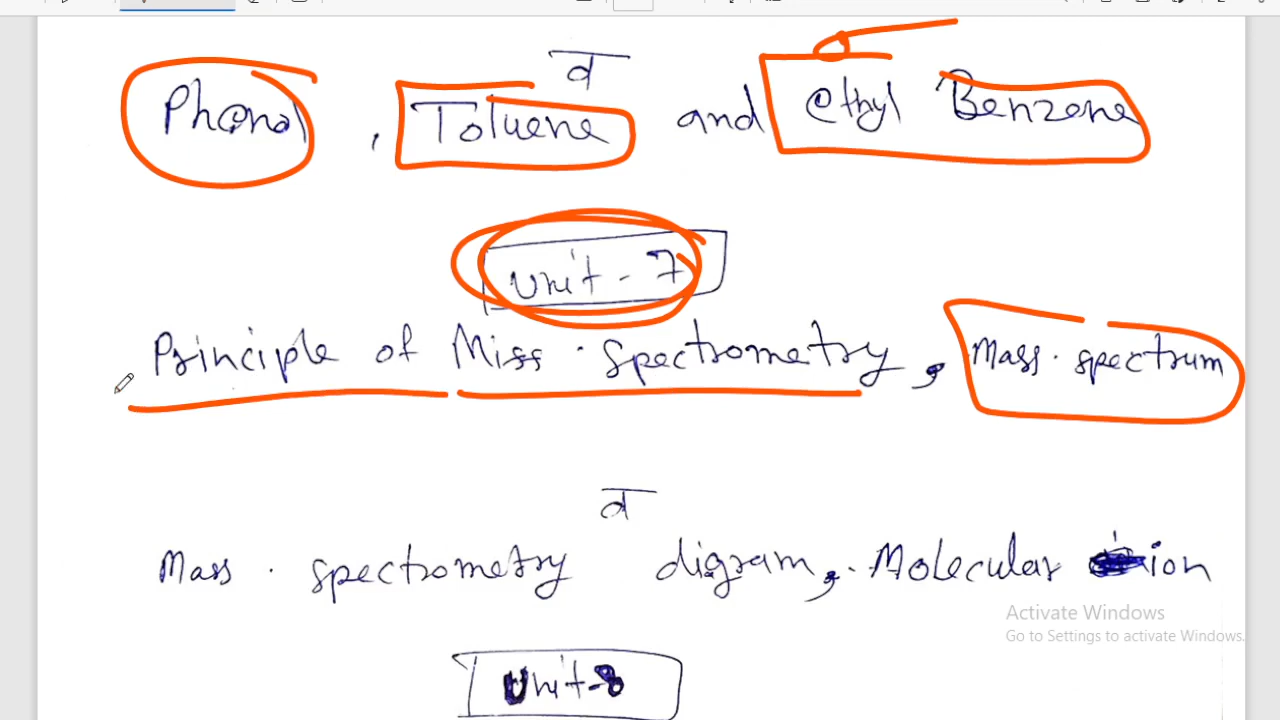 व
Phenol, Toluene and ethyl Benzene
Unit - 7
Principle of Miss. spectrometry, Mass. spectrum
व
Mass. spectrometry digram, Molecular ion
Activate Windows
Go to Settings to activate Windows.
Unit-8